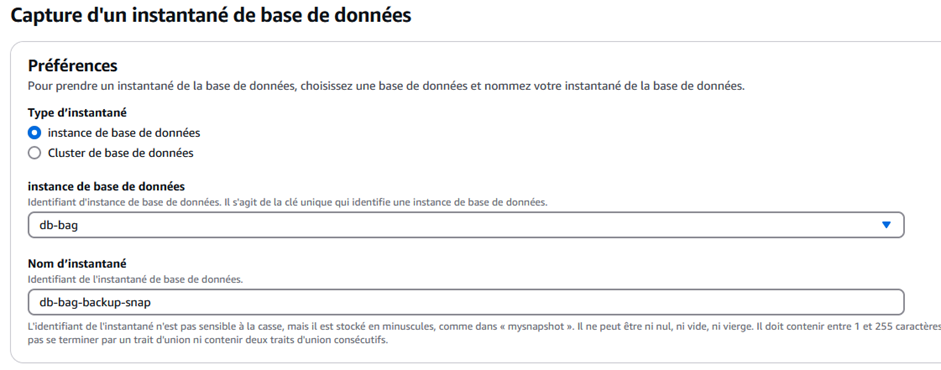 Capture d'un instantané de base de données
Préférences
Pour prendre un instantané de la base de données, choisissez une base de données et nommez votre instantané de la base de données.
Type d’instantané
instance de base de données
Cluster de base de données
instance de base de données
Identifiant d'instance de base de données. Il s'agit de la clé unique qui identifie une instance de base de données.
db-bag
Nom d’instantané
Identifiant de l'instantané de base de données.
db-bag-backup-snap
L'identifiant de l'instantané n'est pas sensible à la casse, mais il est stocké en minuscules, comme dans « mysnapshot ». Il ne peut être ni nul, ni vide, ni vierge. Il doit contenir entre 1 et 255 caractères
pas se terminer par un trait d'union ni contenir deux traits d'union consécutifs.